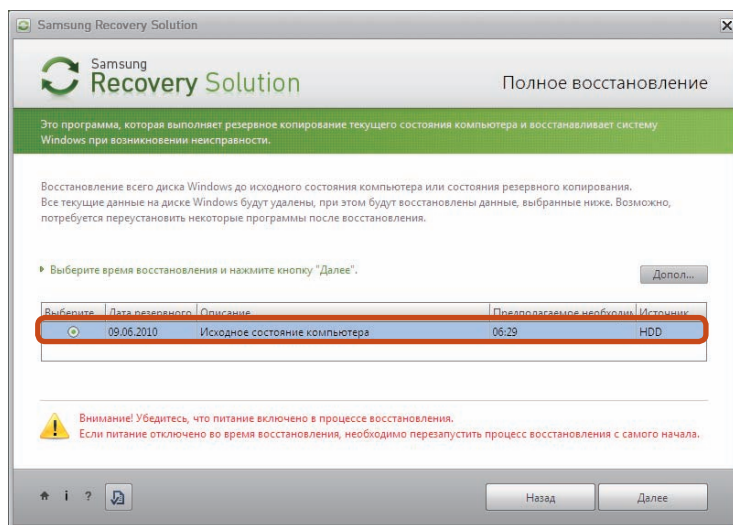 Samsung Recovery Solution
Samsung
Recovery Solution
Полное восстановление
Это программа, которая выполняет резервное копирование текущего состояния компьютера и восстанавливает систему
Windows при возникновении неисправности.
Восстановление всего диска Windows до исходного состояния компьютера или состояния резервного копирования.
Все текущие данные на диске Windows будут удалены, при этом будут восстановлены данные, выбранные ниже. Возможно,
потребуется переустановить некоторые программы после восстановления.
Выберите время восстановления и нажмите кнопку "Далее".
Допол...
Выберите Дата резервного Описание Предполагаемое необходим Источник
09.06.2010 Исходное состояние компьютера 06:29 HDD
Внимание! Убедитесь, что питание включено в процессе восстановления.
Если питание отключено во время восстановления, необходимо перезапустить процесс восстановления с самого начала.
Назад
Далее